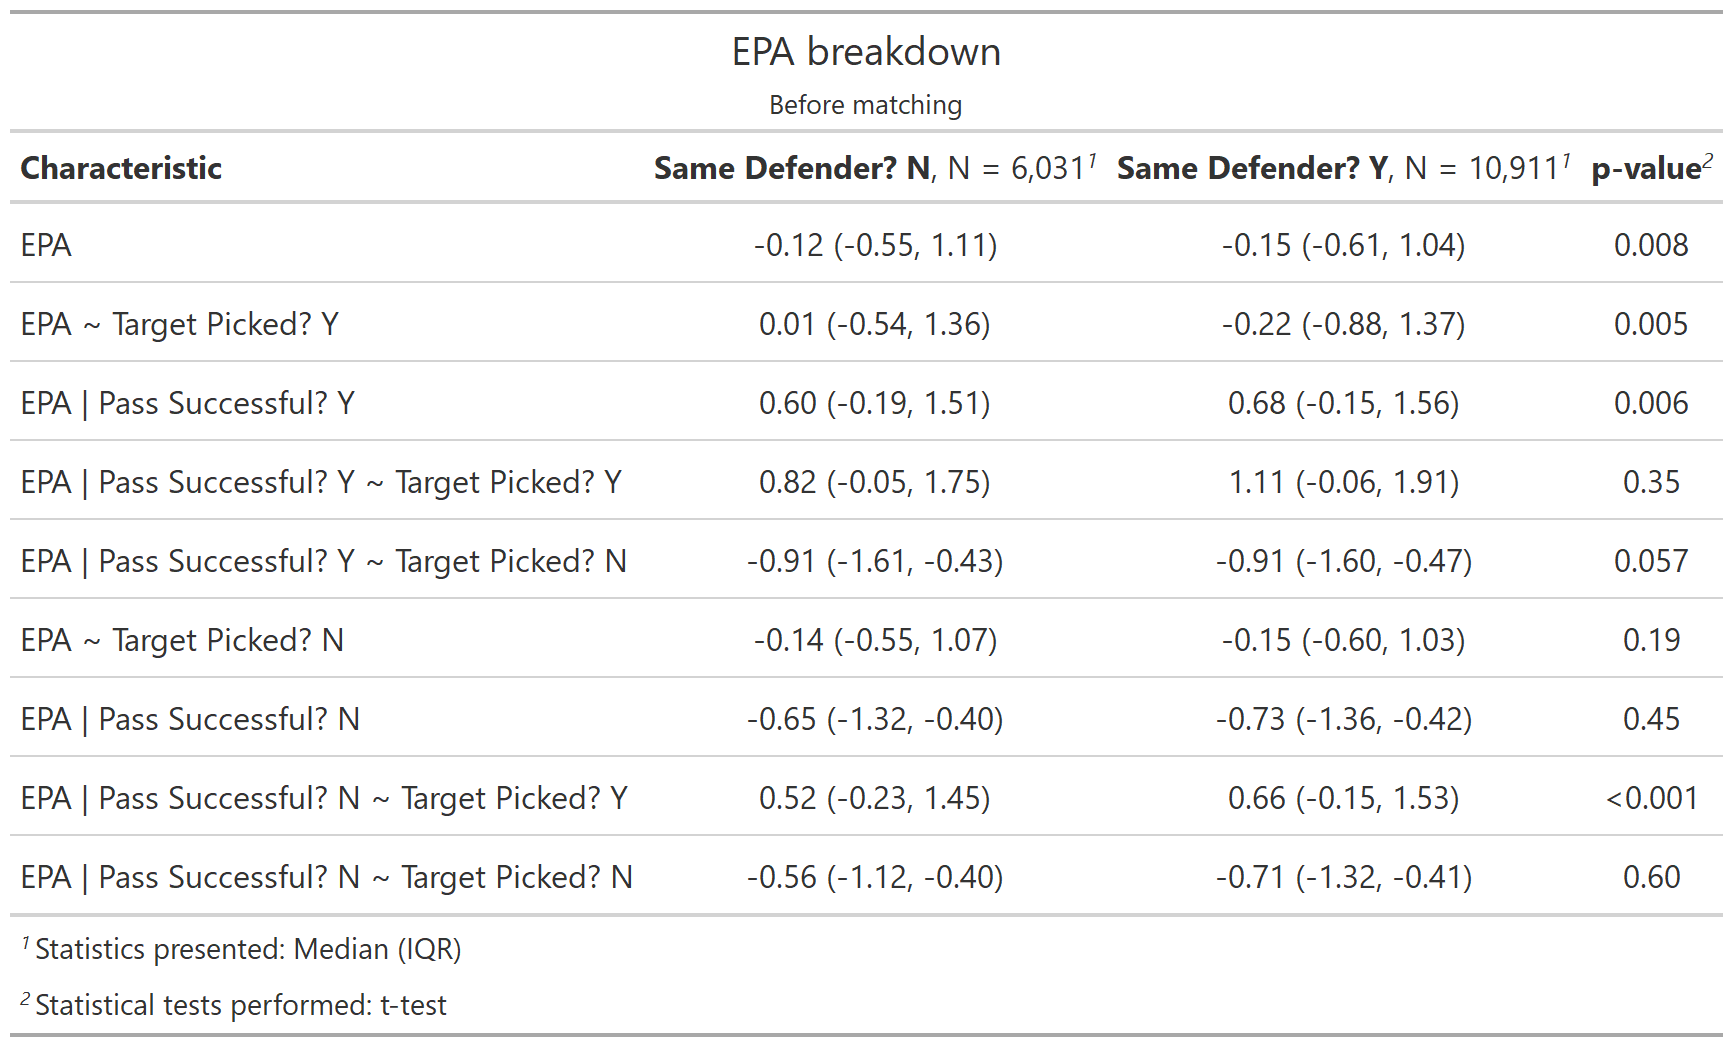 EPA breakdown
Before matching
Characteristic Same Defender? N, N = 6,031¹ Same Defender? Y, N = 10,911¹ p-value²
EPA -0.12 (-0.55, 1.11) -0.15 (-0.61, 1.04) 0.008
EPA ~ Target Picked? Y 0.01 (-0.54, 1.36) -0.22 (-0.88, 1.37) 0.005
EPA | Pass Successful? Y 0.60 (-0.19, 1.51) 0.68 (-0.15, 1.56) 0.006
EPA | Pass Successful? Y ~ Target Picked? Y 0.82 (-0.05, 1.75) 1.11 (-0.06, 1.91) 0.35
EPA | Pass Successful? Y ~ Target Picked? N -0.91 (-1.61, -0.43) -0.91 (-1.60, -0.47) 0.057
EPA ~ Target Picked? N -0.14 (-0.55, 1.07) -0.15 (-0.60, 1.03) 0.19
EPA | Pass Successful? N -0.65 (-1.32, -0.40) -0.73 (-1.36, -0.42) 0.45
EPA | Pass Successful? N ~ Target Picked? Y 0.52 (-0.23, 1.45) 0.66 (-0.15, 1.53) <0.001
EPA | Pass Successful? N ~ Target Picked? N -0.56 (-1.12, -0.40) -0.71 (-1.32, -0.41) 0.60
¹ Statistics presented: Median (IQR)
² Statistical tests performed: t-test